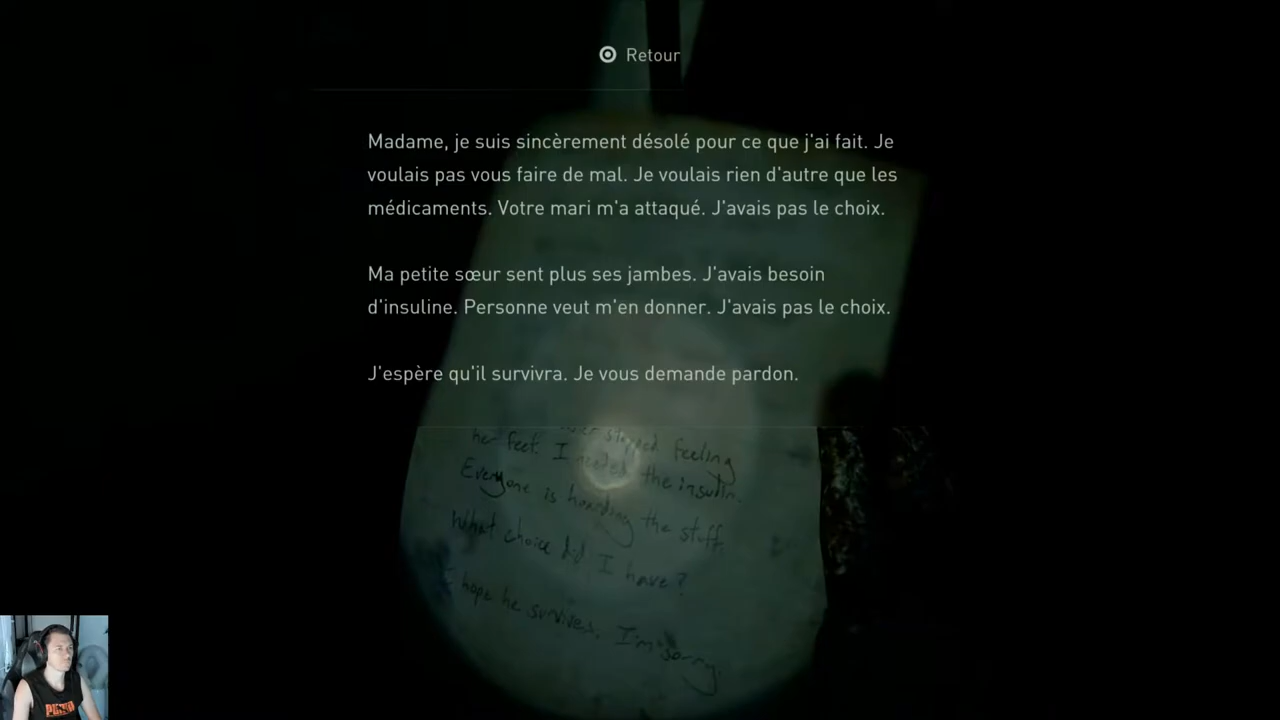 Retour
Madame, je suis sincèrement désolé pour ce que j'ai fait. Je
voulais pas vous faire de mal. Je voulais rien d'autre que les
médicaments. Votre mari m'a attaqué. J'avais pas le choix.
Ma petite sœur sent plus ses jambes. J'avais besoin
d'insuline. Personne veut m'en donner. J'avais pas le choix.
J'espère qu'il survivra. Je vous demande pardon.
stopped feeling
her feet. I needed the insulin.
Everyone is hoarding the stuff.
What choice did I have?
hope he survives. I'm sorry.